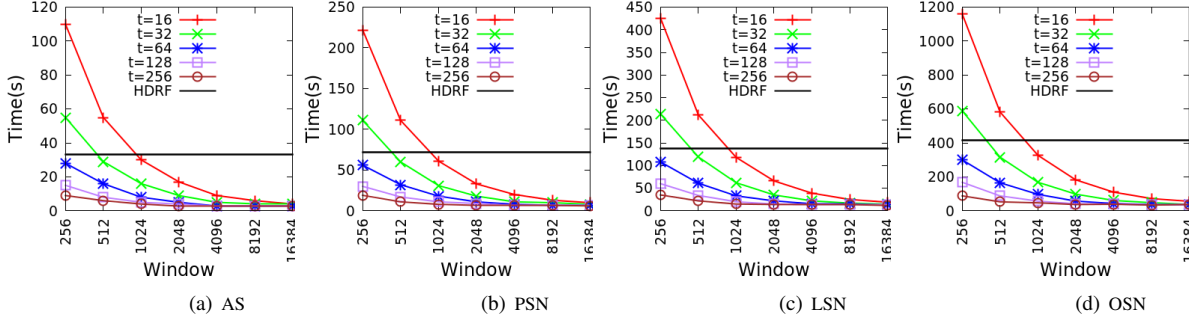 Time(s)
120
100
80
60
40
20
0
t=16
t=32
t=64
t=128
t=256
HDRF
256
512
1024
2048
4096
8192
16384
Window
(a) AS
Time(s)
250
200
150
100
50
0
t=16
t=32
t=64
t=128
t=256
HDRF
256
512
1024
2048
4096
8192
16384
Window
(b) PSN
Time(s)
450
400
350
300
250
200
150
100
50
0
t=16
t=32
t=64
t=128
t=256
HDRF
256
512
1024
2048
4096
8192
16384
Window
(c) LSN
Time(s)
1200
1000
800
600
400
200
0
t=16
t=32
t=64
t=128
t=256
HDRF
256
512
1024
2048
4096
8192
16384
Window
(d) OSN